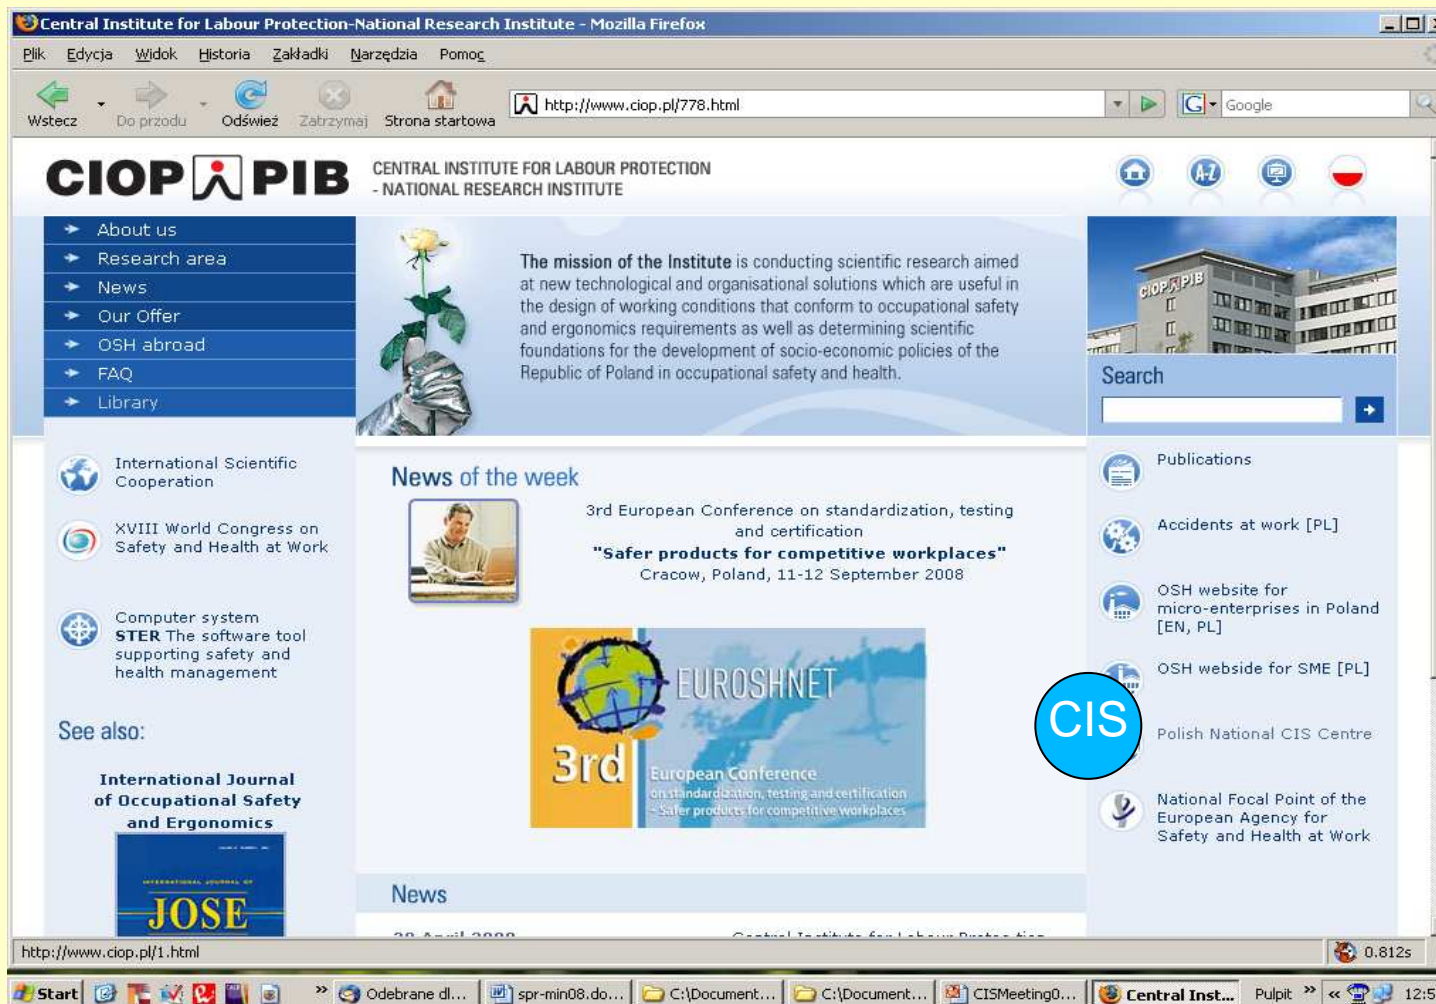 Central Institute for Labour Protection-National Research Institute - Mozilla Firefox
Plik Edycja Widok Historia Zakładki Narzędzia Pomoc
Wstecz Do przodu Odśwież Zatrzymaj Strona startowa http://www.ciop.pl/778.html G Google
CIOP PIB
CENTRAL INSTITUTE FOR LABOUR PROTECTION
- NATIONAL RESEARCH INSTITUTE
A-Z
About us
Research area
News
Our Offer
OSH abroad
FAQ
Library
The mission of the Institute is conducting scientific research aimed
at new technological and organisational solutions which are useful in
the design of working conditions that conform to occupational safety
and ergonomics requirements as well as determining scientific
foundations for the development of socio-economic policies of the
Republic of Poland in occupational safety and health.
CIOP PIB
Search
International Scientific
Cooperation
XVIII World Congress on
Safety and Health at Work
Computer system
STER The software tool
supporting safety and
health management
See also:
International Journal
of Occupational Safety
and Ergonomics
INTERNATIONAL JOURNAL OF
JOSE
News of the week
3rd European Conference on standardization, testing
and certification
"Safer products for competitive workplaces"
Cracow, Poland, 11-12 September 2008
EUROSHNET
3rd
European Conference
on standardization, testing and certification
- Safer products for competitive workplaces
News
Publications
Accidents at work [PL]
OSH website for
micro-enterprises in Poland
[EN, PL]
OSH webside for SME [PL]
CIS
Polish National CIS Centre
National Focal Point of the
European Agency for
Safety and Health at Work
http://www.ciop.pl/1.html
0.812s
Start » Odebrane dl... spr-min08.do... C:\Document... C:\Document... CISMeeting0... Central Inst... Pulpit » «